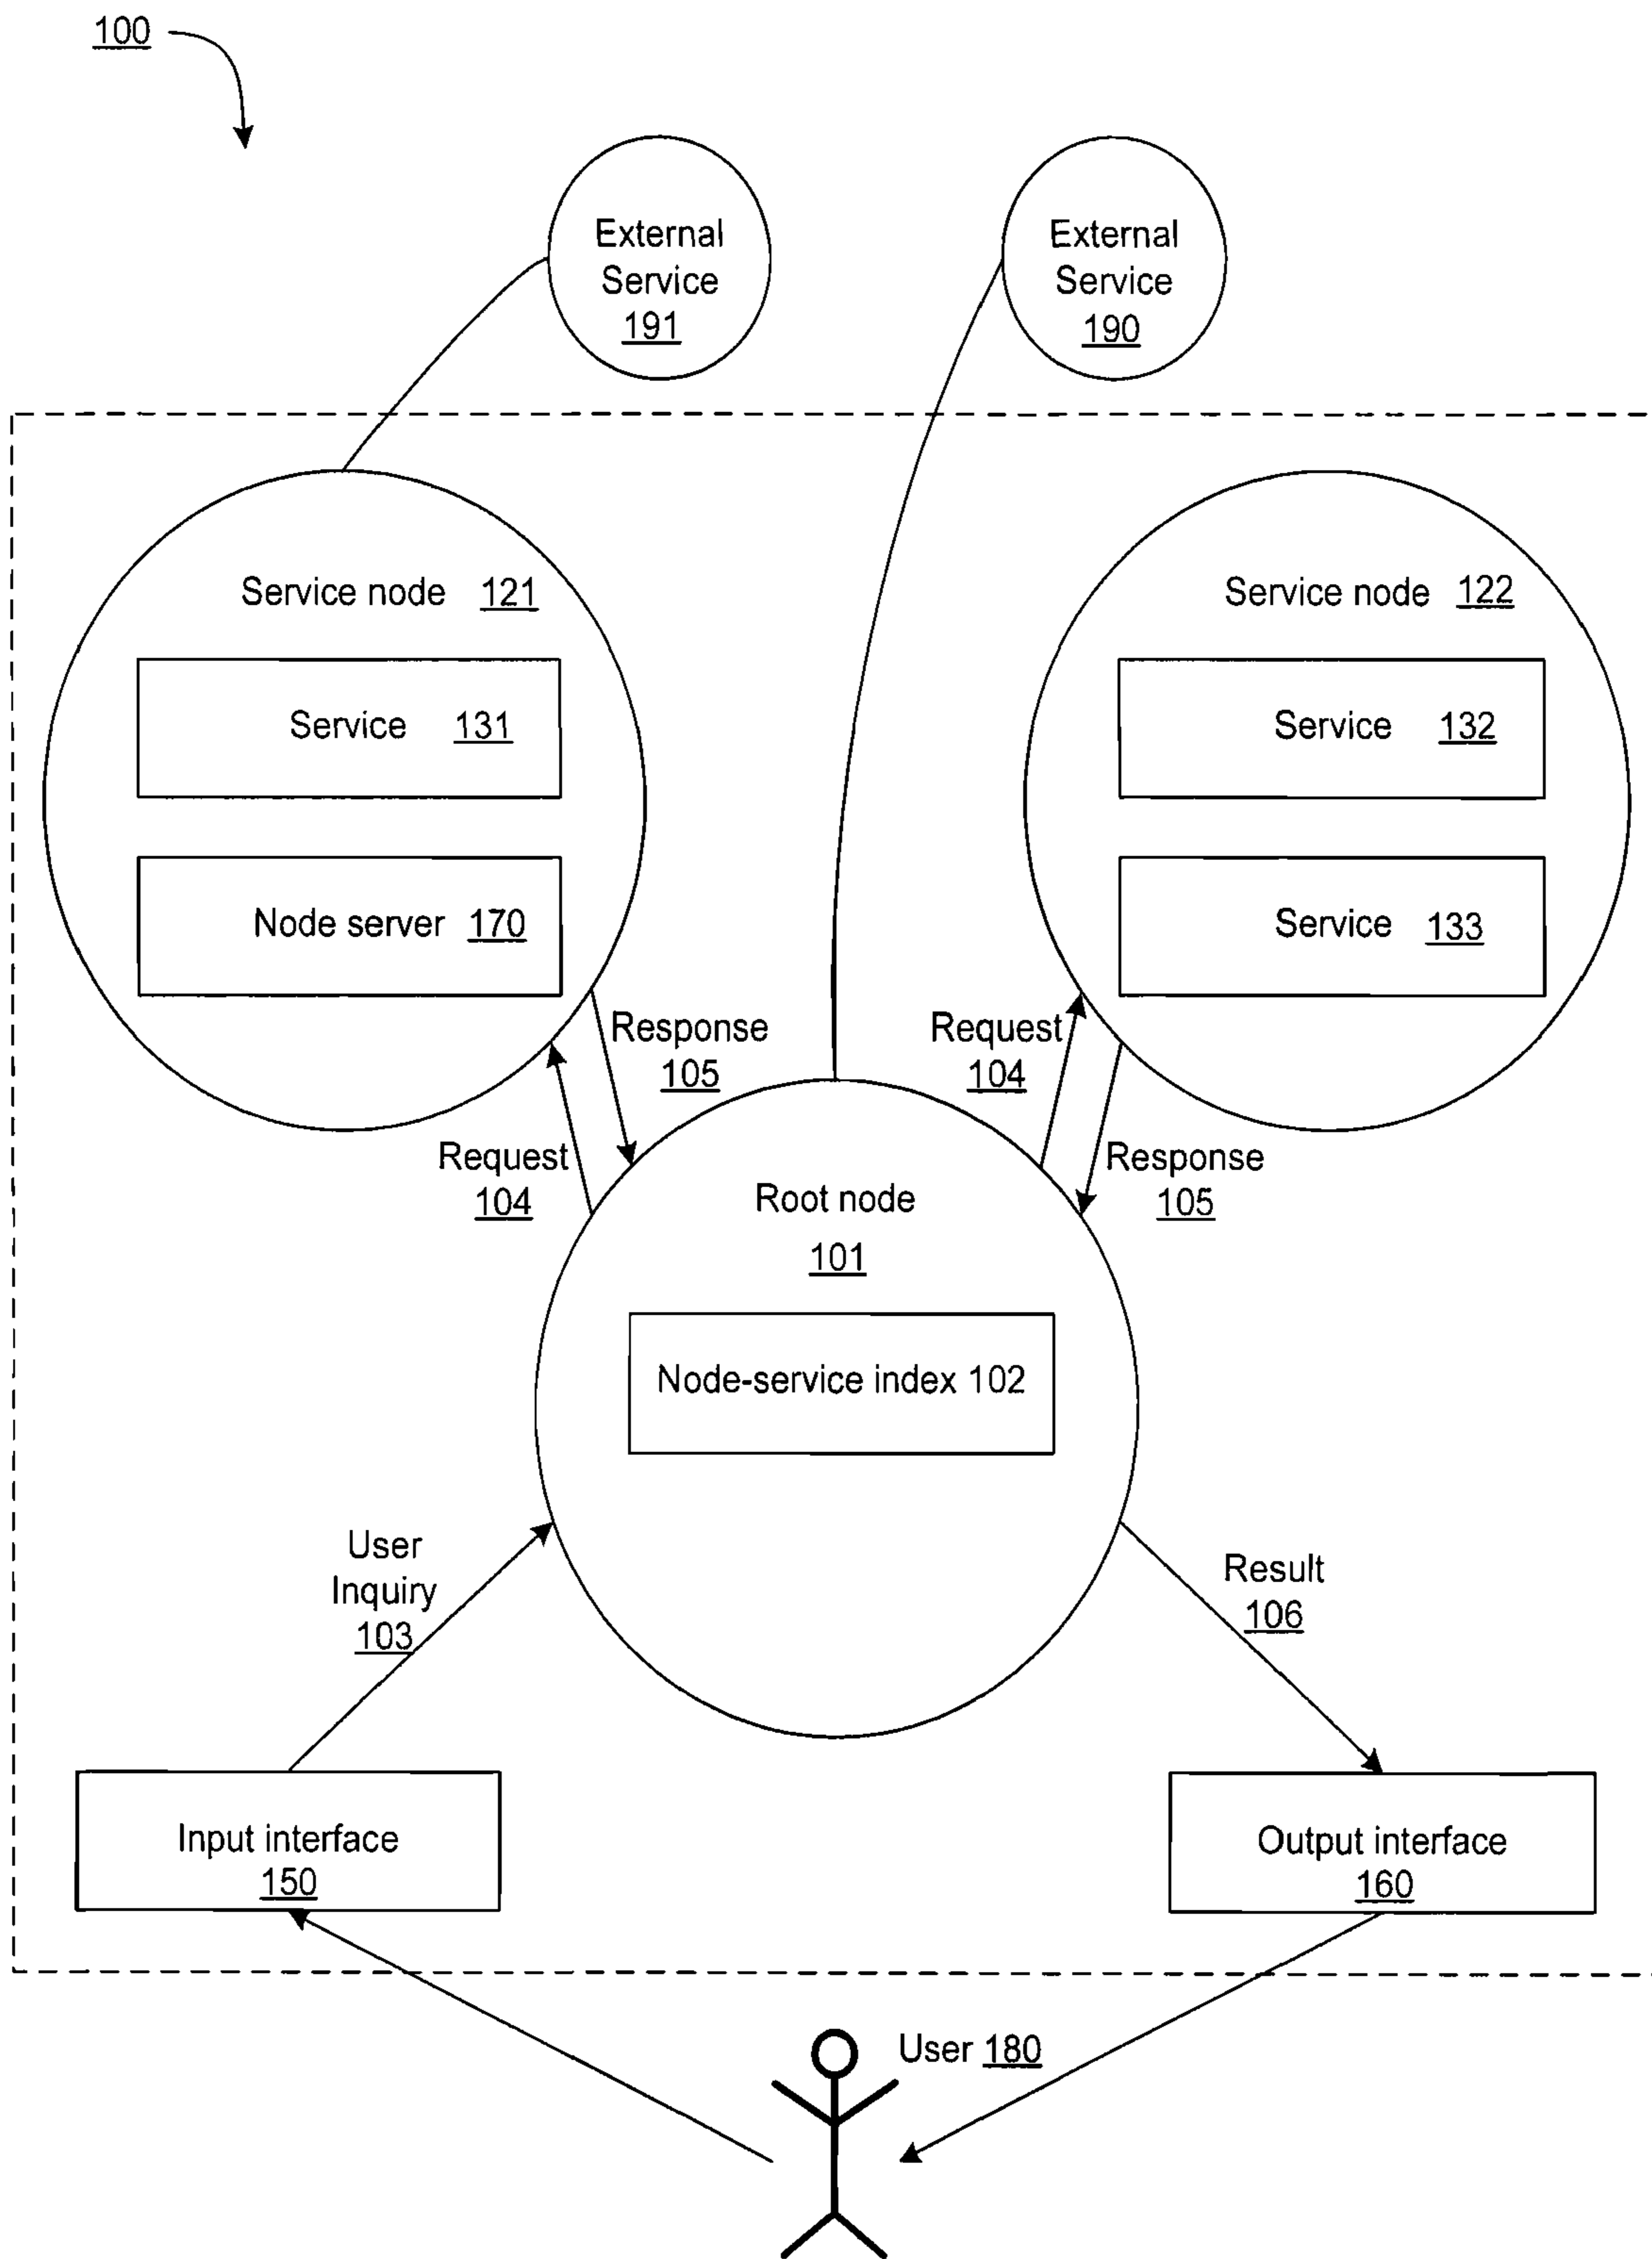 100
External
Service
191
External
Service
190
Service node 121
Service 131
Node server 170
Service node 122
Service 132
Service 133
Response
105
Request
104
Request
104
Response
105
Root node
101
Node-service index 102
User
Inquiry
103
Result
106
Input interface
150
Output interface
160
User 180